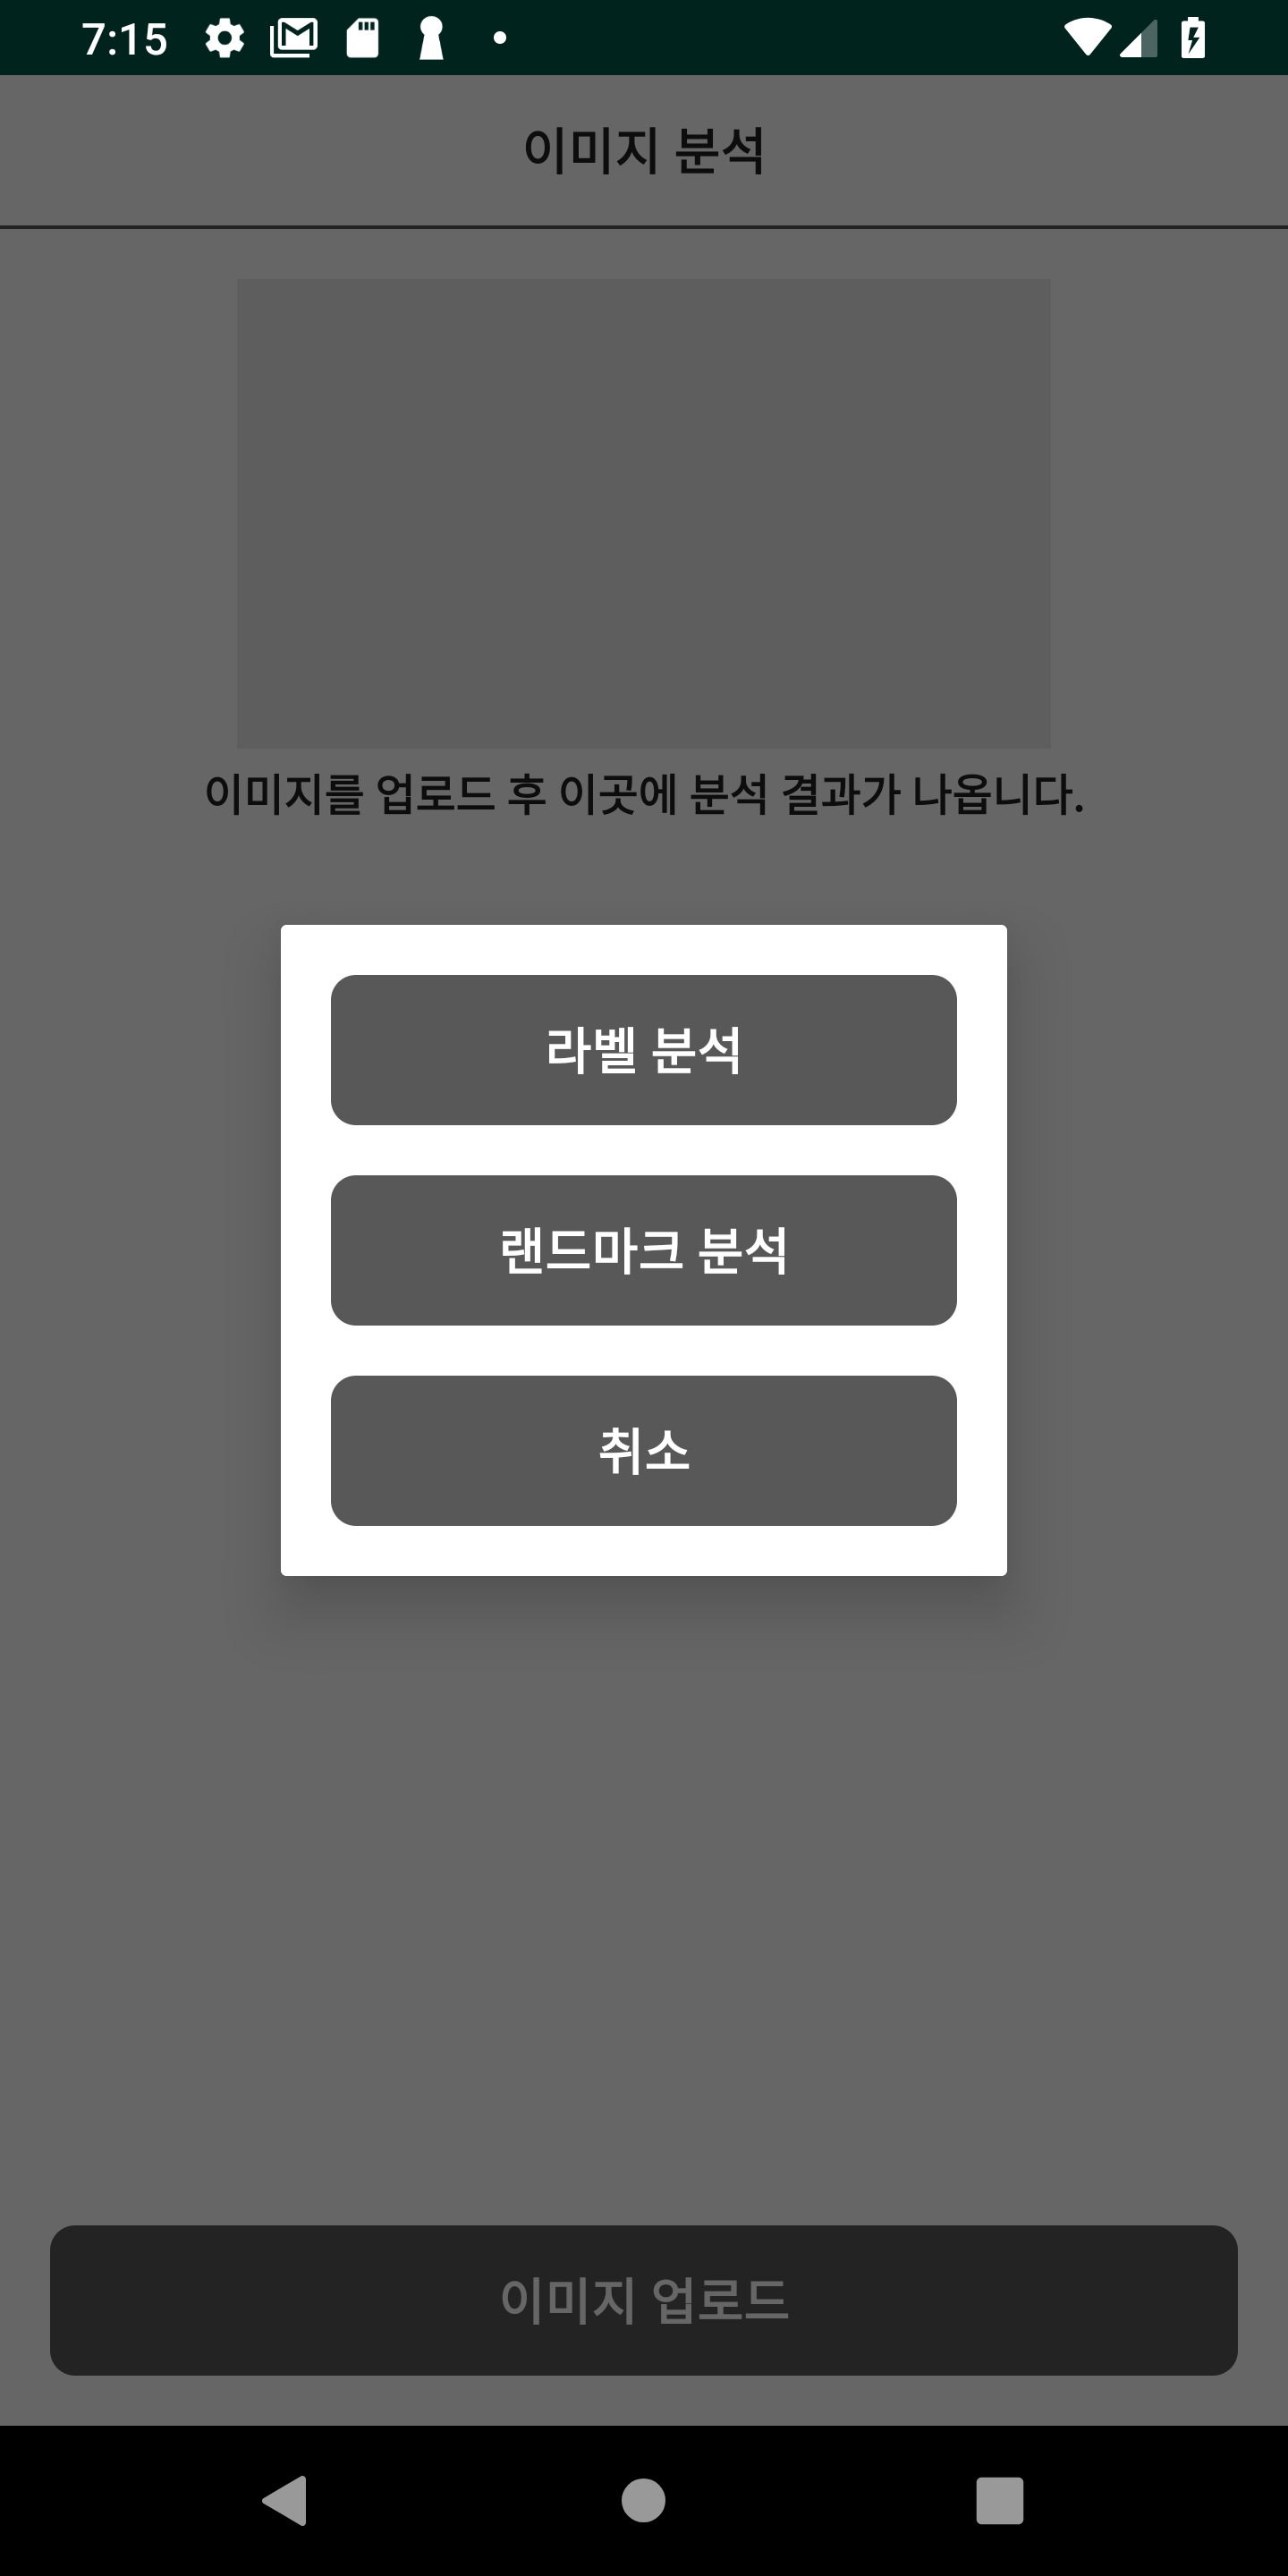 7:15
이미지 분석
이미지를 업로드 후 이곳에 분석 결과가 나옵니다.
라벨 분석
랜드마크 분석
취소
이미지 업로드